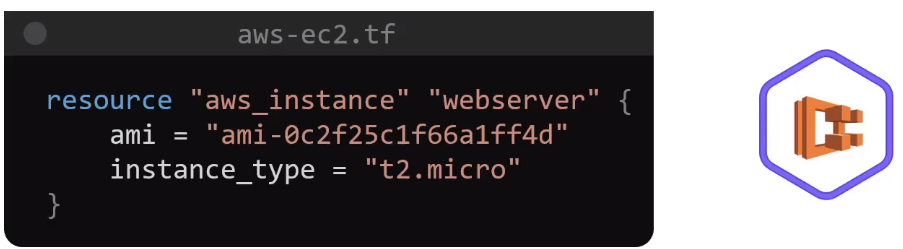 aws-ec2.tf
resource "aws_instance" "webserver" {
    ami = "ami-0c2f25c1f66a1ff4d"
    instance_type = "t2.micro"
}